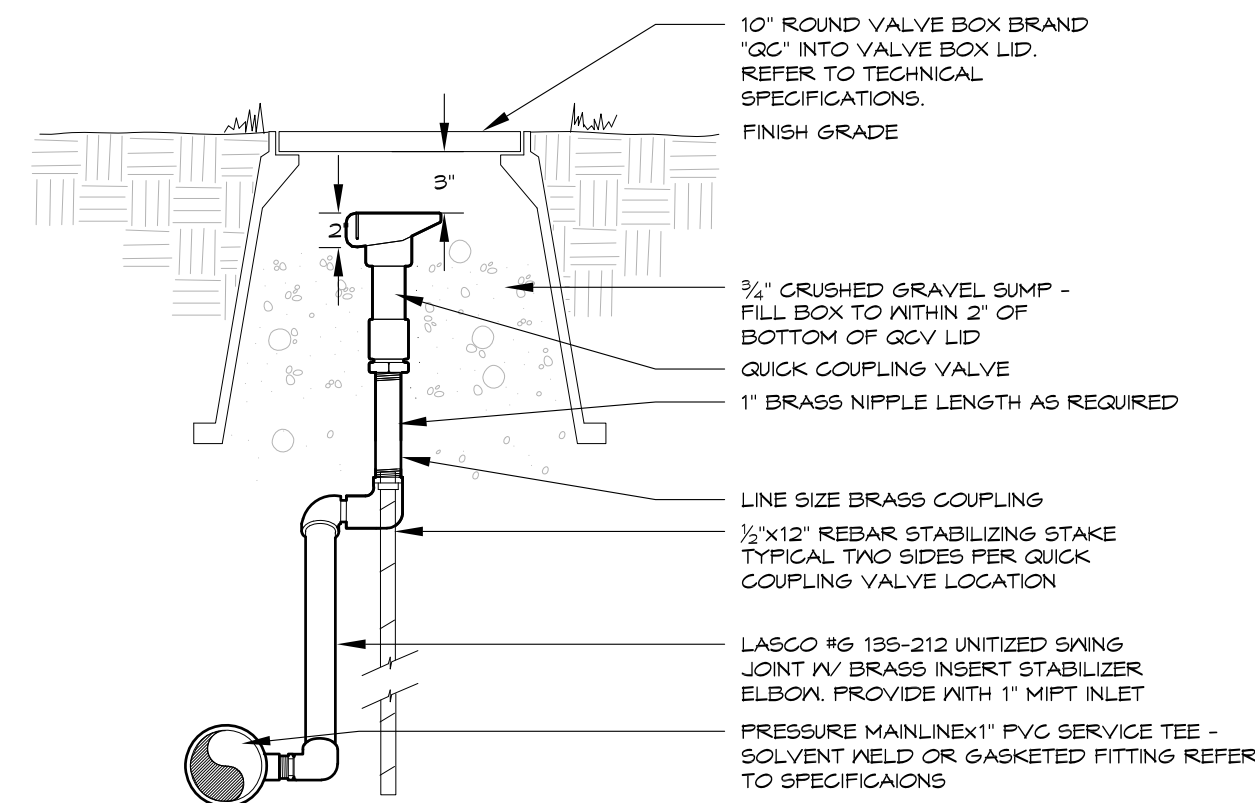 10" ROUND VALVE BOX BRAND
"QC" INTO VALVE BOX LID.
REFER TO TECHNICAL
SPECIFICATIONS.
FINISH GRADE
3"
2"
¾" CRUSHED GRAVEL SUMP -
FILL BOX TO WITHIN 2" OF
BOTTOM OF QCV LID
QUICK COUPLING VALVE
1" BRASS NIPPLE LENGTH AS REQUIRED
LINE SIZE BRASS COUPLING
½"x12" REBAR STABILIZING STAKE
TYPICAL TWO SIDES PER QUICK
COUPLING VALVE LOCATION
LASCO #G 13S-212 UNITIZED SWING
JOINT W/ BRASS INSERT STABILIZER
ELBOW. PROVIDE WITH 1" MIPT INLET
PRESSURE MAINLINEx1" PVC SERVICE TEE -
SOLVENT WELD OR GASKETED FITTING REFER
TO SPECIFICAIONS